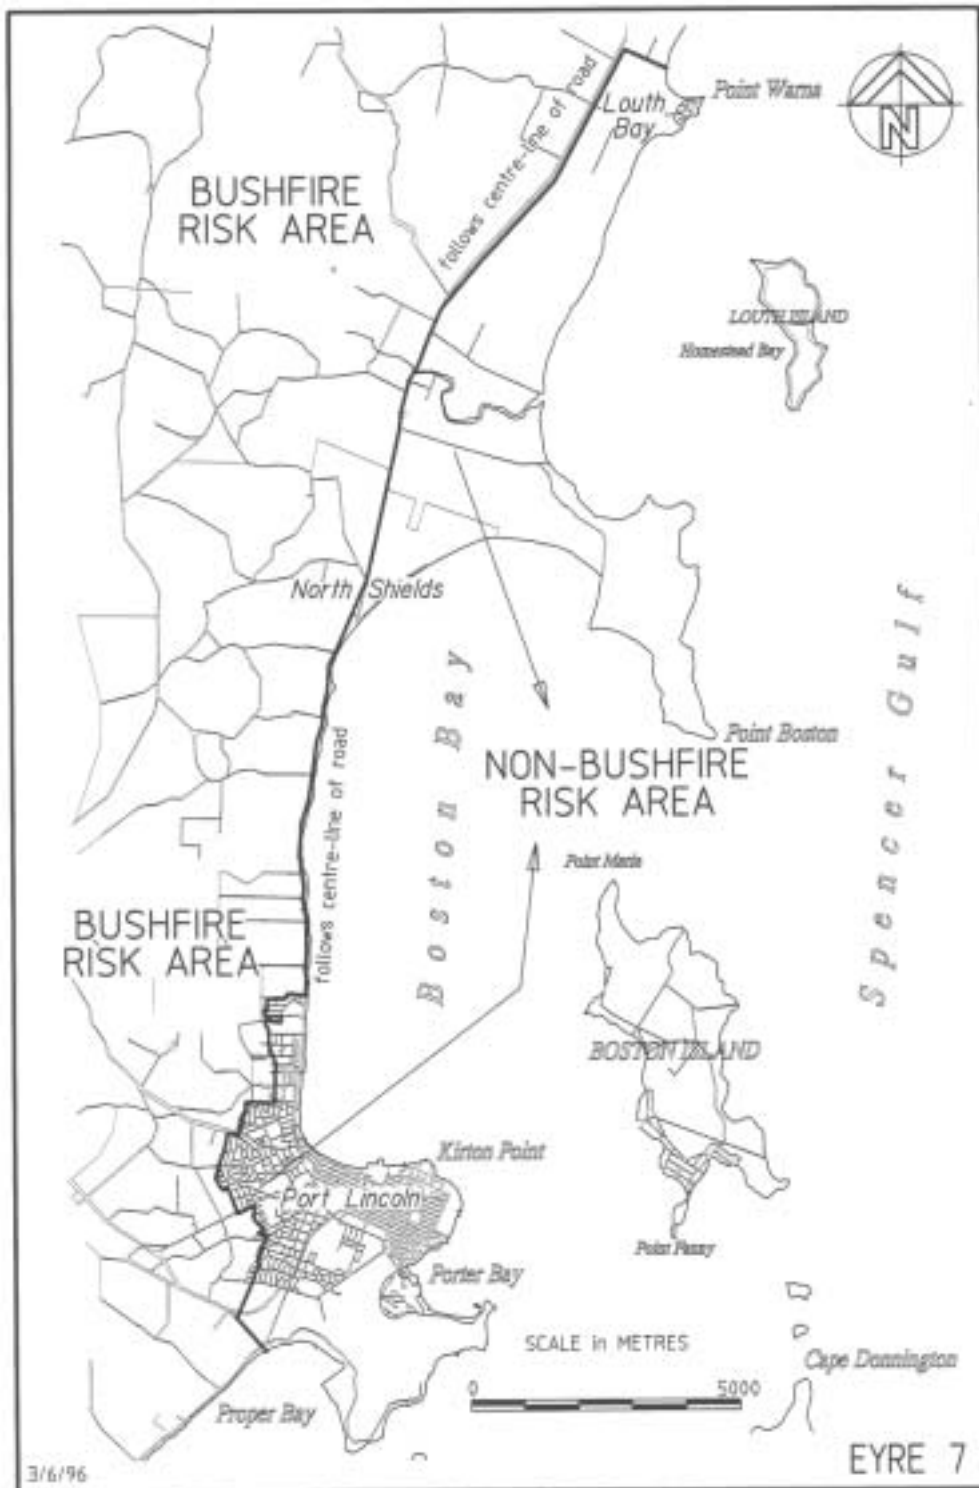 Point Warna
N
Louth
Bay
follows centre-line of road
BUSHFIRE
RISK AREA
LOUTH ISLAND
Homestead Bay
North Shields
Boston Bay
Spencer Gulf
Point Boston
NON-BUSHFIRE
RISK AREA
follows centre-line of road
Point Maria
BUSHFIRE
RISK AREA
BOSTON ISLAND
Kirton Point
Port Lincoln
Point Fanny
Porter Bay
SCALE in METRES
Cape Donnington
0 5000
Proper Bay
EYRE 7
3/6/96